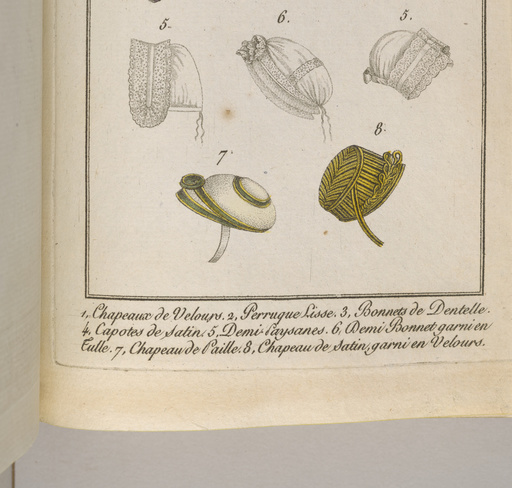 5. 6. 5.
7. 8.
1, Chapeaux de Velours. 2, Perruque Lisse. 3, Bonnets de Dentelle.
4, Capotes de Satin. 5, Demi-Paysanes. 6, Demi Bonnet garni en
Tulle. 7, Chapeau de Paille. 8, Chapeau de Satin, garni en Velours.